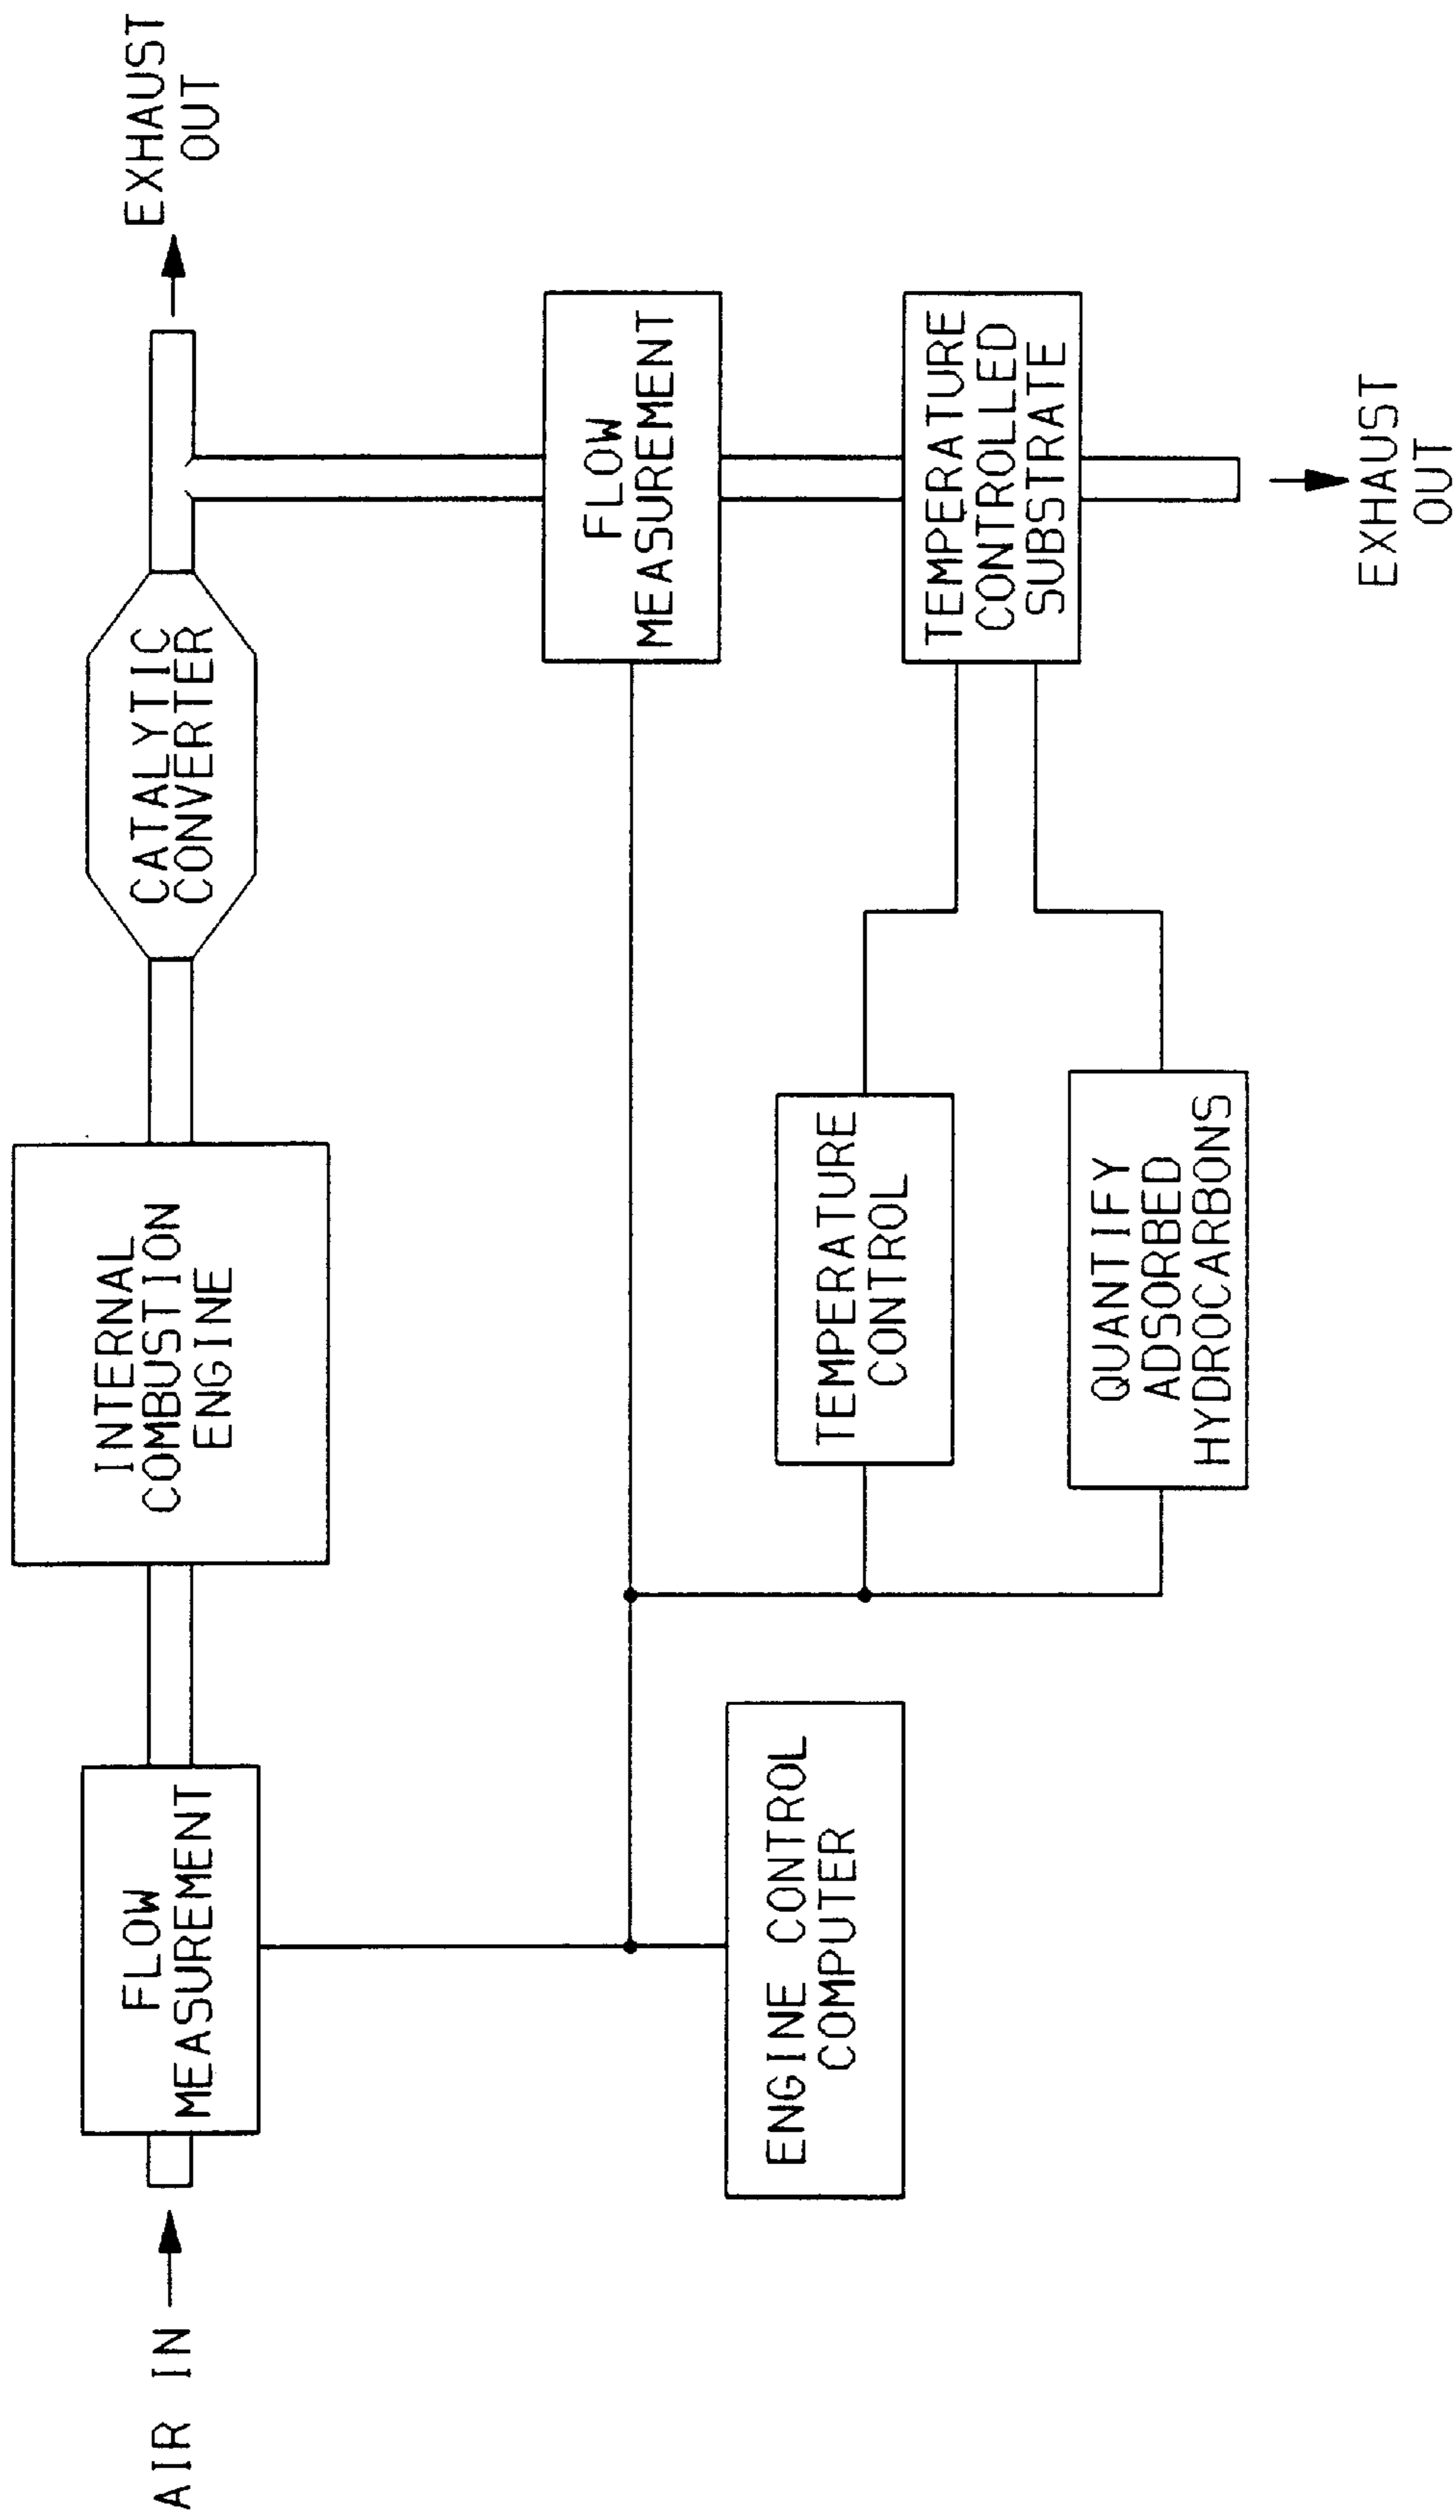 AIR IN
FLOW
MEASUREMENT
INTERNAL
COMBUSTION
ENGINE
CATALYTIC
CONVERTER
EXHAUST
OUT
FLOW
MEASUREMENT
ENGINE CONTROL
COMPUTER
TEMPERATURE
CONTROL
TEMPERATURE
CONTROLLED
SUBSTRATE
QUANTIFY
ADSORBED
HYDROCARBONS
EXHAUST
OUT